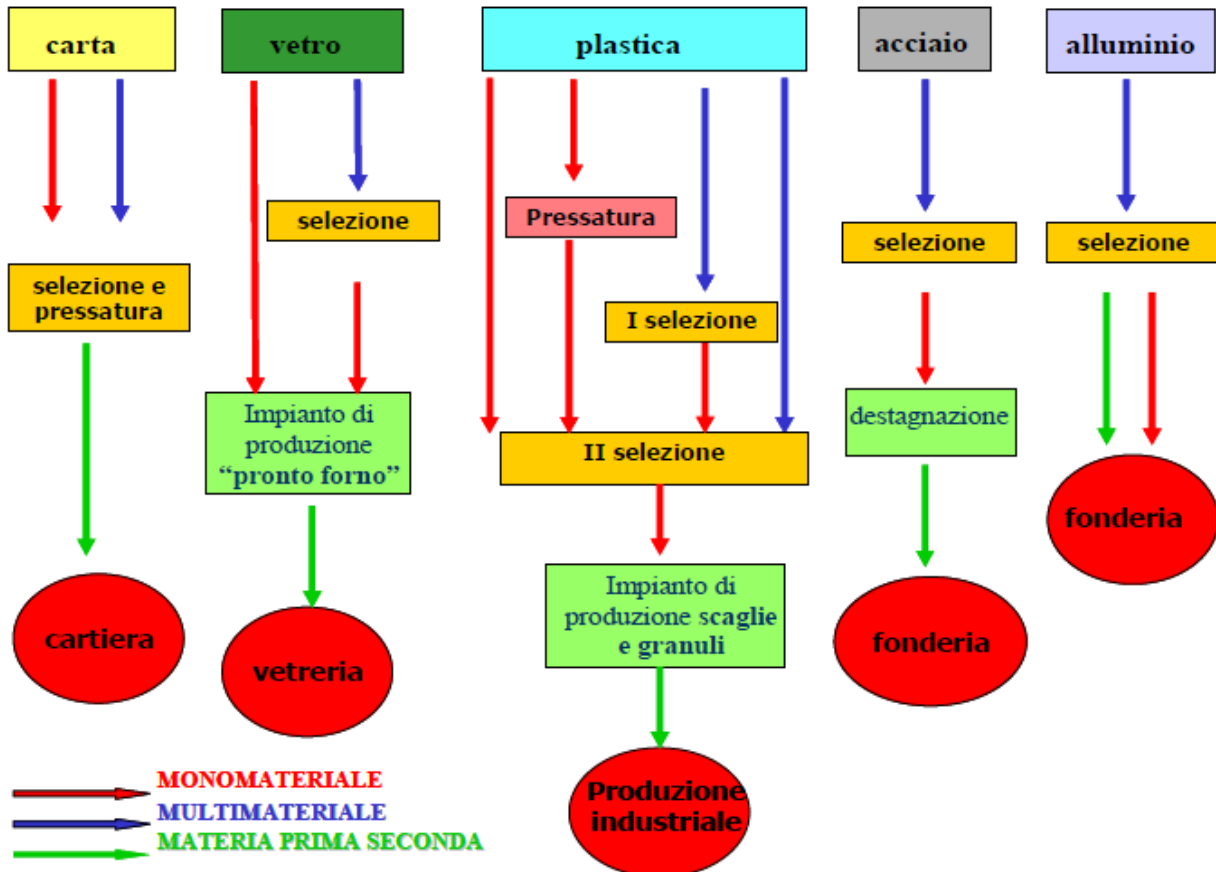 carta
vetro
plastica
acciaio
alluminio
selezione e
pressatura
cartiera
selezione
Impianto di
produzione
“pronto forno”
vetreria
Pressatura
I selezione
II selezione
Impianto di
produzione scaglie
e granuli
Produzione
industriale
selezione
destagnazione
fonderia
selezione
fonderia
MONOMATERIALE
MULTIMATERIALE
MATERIA PRIMA SECONDA